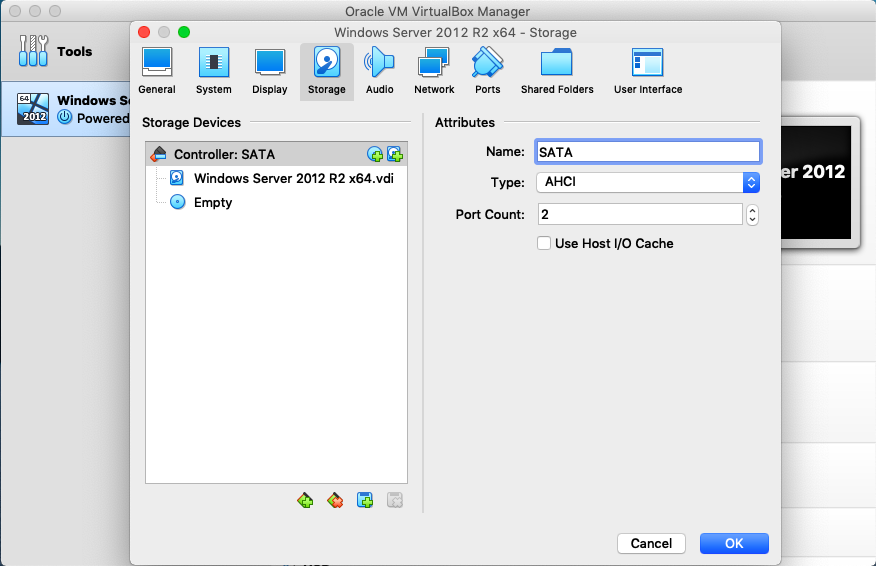 Oracle VM VirtualBox Manager
Windows Server 2012 R2 x64 - Storage
Tools
General System Display Storage Audio Network Ports Shared Folders User Interface
64
2012
Windows Se
Powered
Storage Devices
Controller: SATA
Windows Server 2012 R2 x64.vdi
Empty
Attributes
Name: SATA
Type: AHCI
Port Count: 2
Use Host I/O Cache
er 2012
Cancel OK